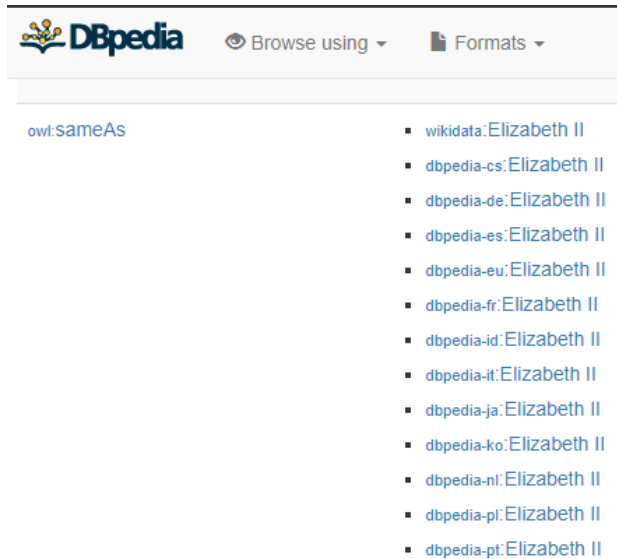 DBpedia Browse using Formats
owl:sameAs
wikidata:Elizabeth II
dbpedia-cs:Elizabeth II
dbpedia-de:Elizabeth II
dbpedia-es:Elizabeth II
dbpedia-eu:Elizabeth II
dbpedia-fr:Elizabeth II
dbpedia-id:Elizabeth II
dbpedia-it:Elizabeth II
dbpedia-ja:Elizabeth II
dbpedia-ko:Elizabeth II
dbpedia-nl:Elizabeth II
dbpedia-pl:Elizabeth II
dbpedia-pt:Elizabeth II